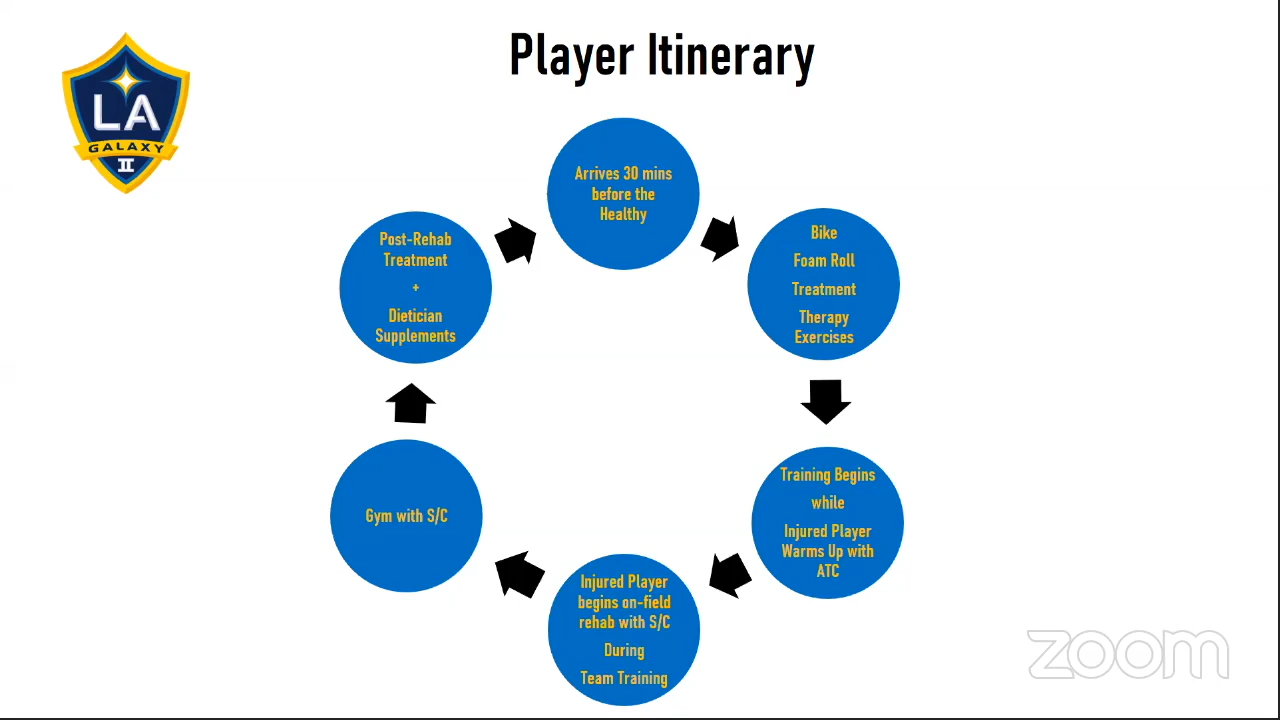 Player Itinerary
LA
GALAXY
II
Arrives 30 mins
before the
Healthy
Bike
Foam Roll
Treatment
Therapy
Exercises
Training Begins
while
Injured Player
Warms Up with
ATC
Injured Player
begins on-field
rehab with S/C
During
Team Training
Gym with S/C
Post-Rehab
Treatment
+
Dietician
Supplements
zoom